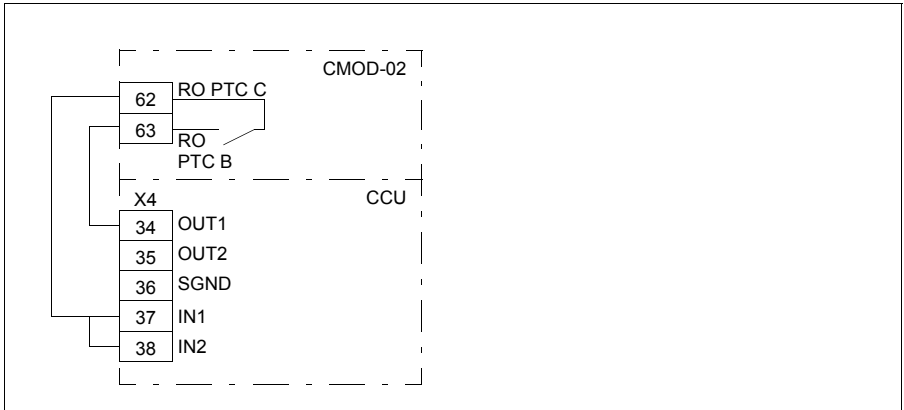 CMOD-02
62 RO PTC C
63 RO
PTC B
X4 CCU
34 OUT1
35 OUT2
36 SGND
37 IN1
38 IN2